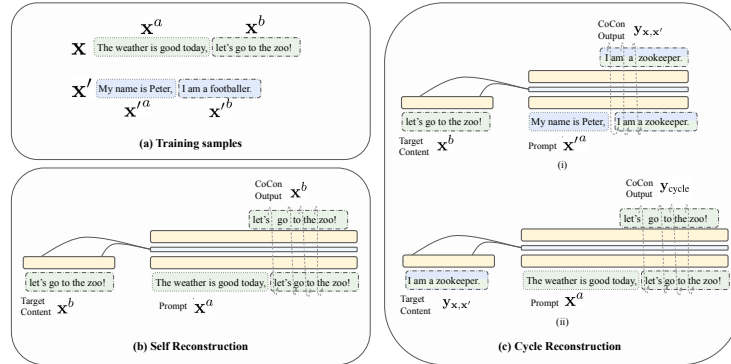 x^a x^b
x The weather is good today, let's go to the zoo!
x' My name is Peter, I am a footballer.
x'^a x'^b
(a) Training samples
CoCon Output x^b
let's go to the zoo!
let's go to the zoo! The weather is good today, let's go to the zoo!
Target Content x^b Prompt x^a
(b) Self Reconstruction
CoCon Output y_{x,x'}
I am a zookeeper.
let's go to the zoo! My name is Peter, I am a zookeeper.
Target Content x^b Prompt x'^a
(i)
CoCon Output y_{cycle}
let's go to the zoo!
I am a zookeeper. The weather is good today, let's go to the zoo!
Target Content y_{x,x'} Prompt x^a
(ii)
(c) Cycle Reconstruction